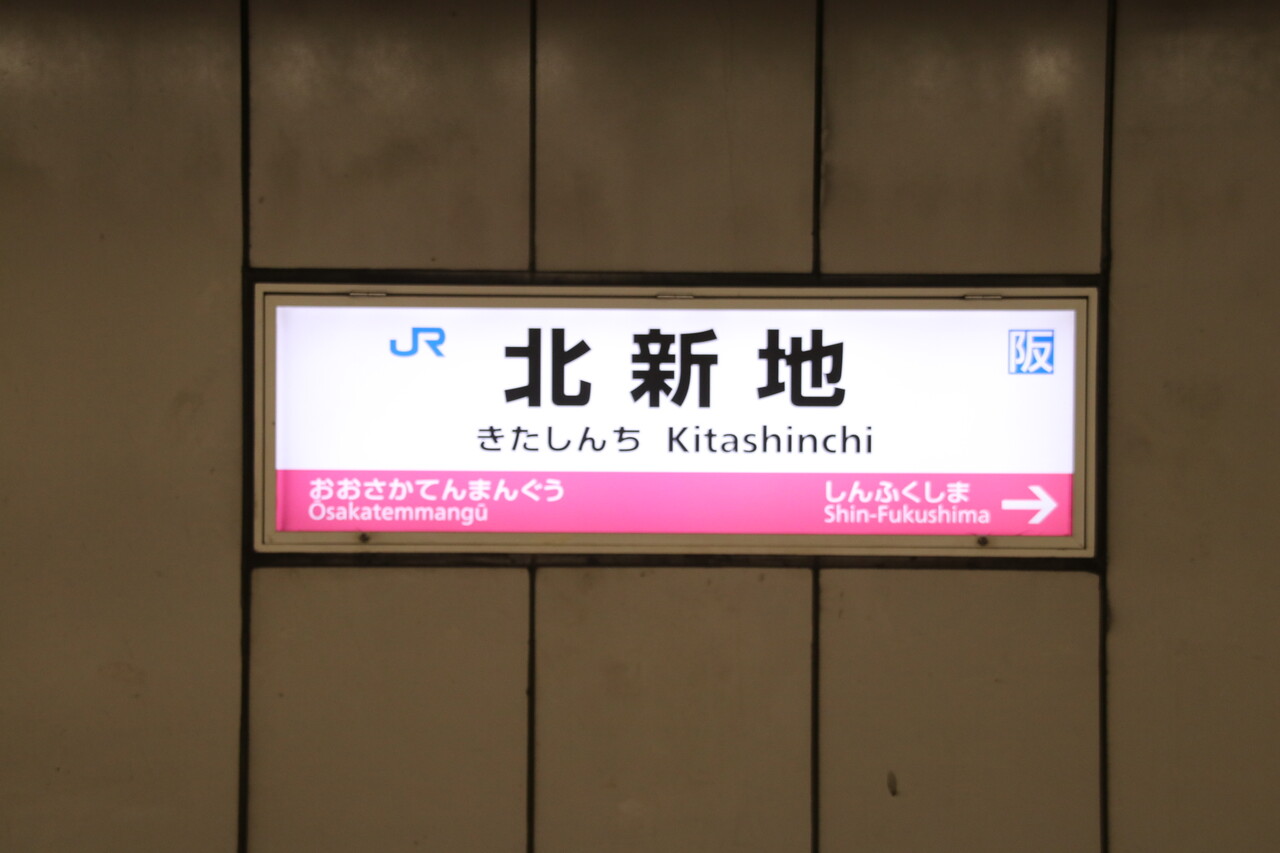 JR 北新地 阪
きたしんち Kitashinchi
おおさかてんまんぐう しんふくしま
Ōsakatemmangū Shin-Fukushima →